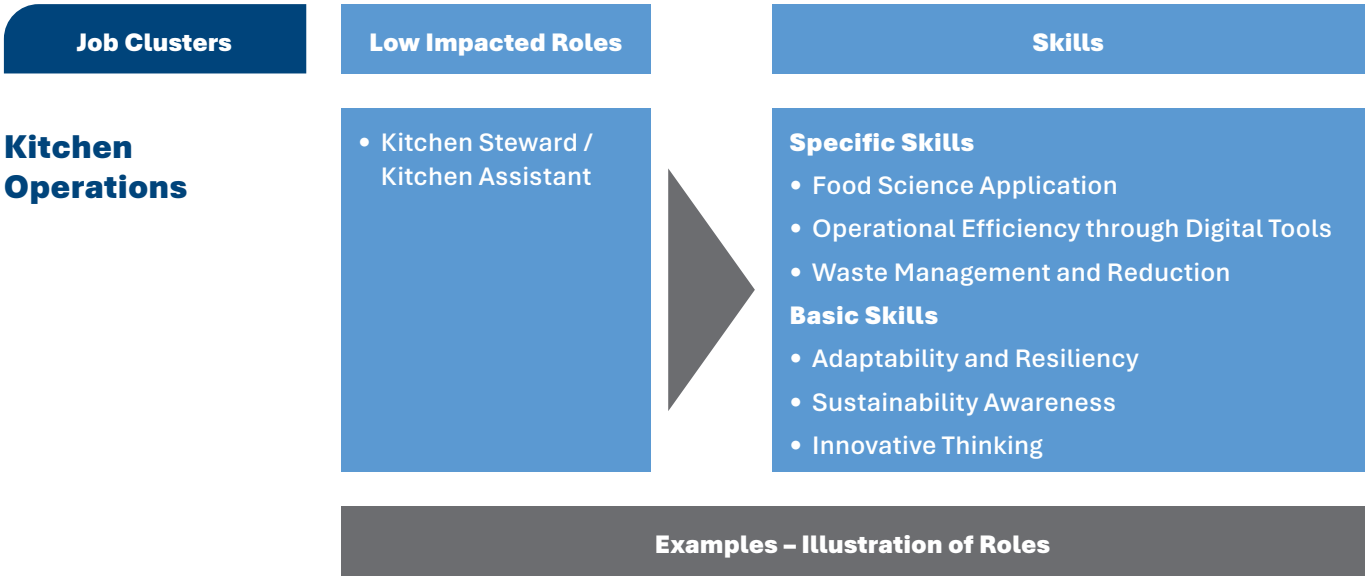 Job Clusters
Low Impacted Roles
Skills
Kitchen
Operations
• Kitchen Steward /
Kitchen Assistant
Specific Skills
• Food Science Application
• Operational Efficiency through Digital Tools
• Waste Management and Reduction
Basic Skills
• Adaptability and Resiliency
• Sustainability Awareness
• Innovative Thinking
Examples – Illustration of Roles